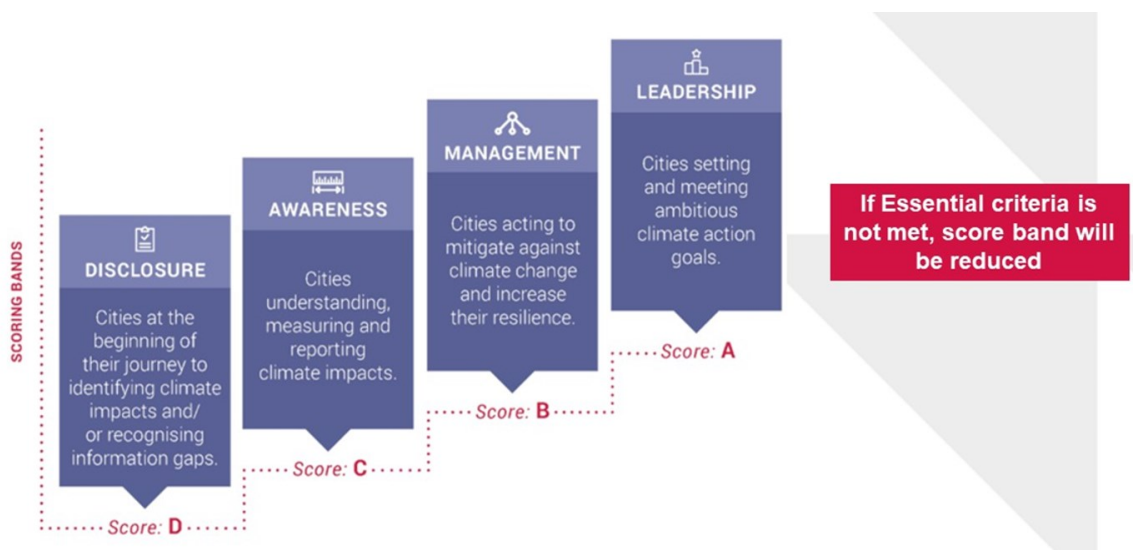 SCORING BANDS
DISCLOSURE
Cities at the
beginning of
their journey to
identifying climate
impacts and/
or recognising
information gaps.
Score: D
AWARENESS
Cities
understanding,
measuring and
reporting
climate impacts.
Score: C
MANAGEMENT
Cities acting to
mitigate against
climate change
and increase
their resilience.
Score: B
LEADERSHIP
Cities setting
and meeting
ambitious
climate action
goals.
Score: A
If Essential criteria is
not met, score band will
be reduced